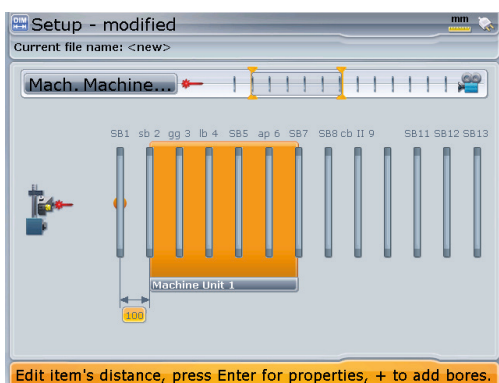 DIM
Setup - modified
mm
Current file name: <new>
Mach. Machine...
SB1 sb 2 gg 3 lb 4 SB5 ap 6 SB7 SB8 cb II 9 SB11 SB12 SB13
Machine Unit 1
100
Edit item's distance, press Enter for properties, + to add bores.